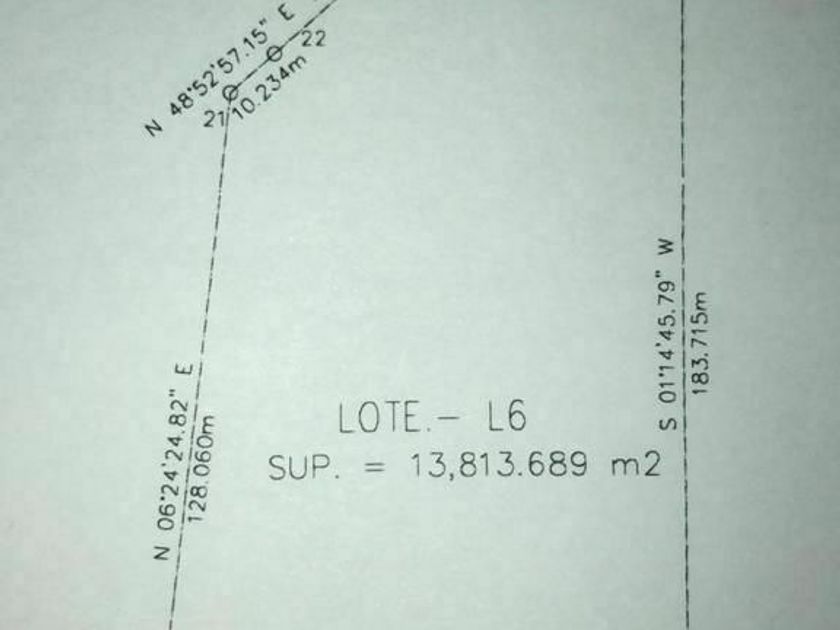 N 48°52'57.15" E
22
10.234m
21
S 01°14'45.79" W
183.715m
N 06°24'24.82" E
128.060m
LOTE.- L6
SUP. = 13,813.689 m2